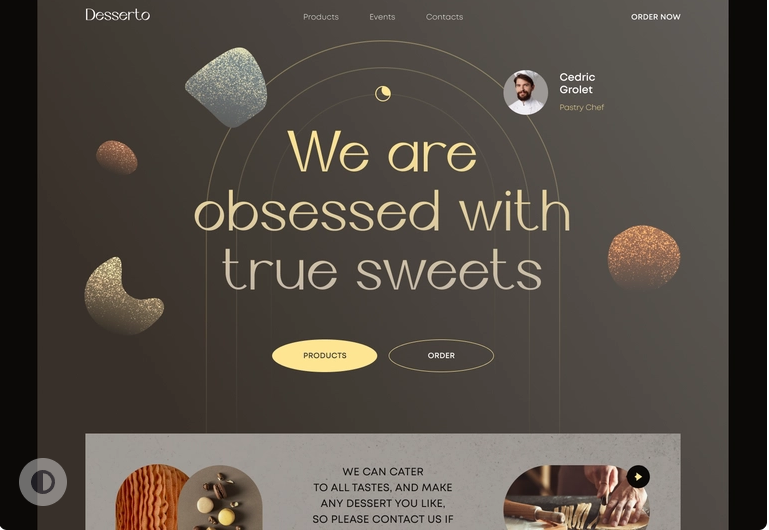 Desserto
Products Events Contacts
ORDER NOW
Cedric
Grolet
Pastry Chef
We are
obsessed with
true sweets
PRODUCTS
ORDER
WE CAN CATER
TO ALL TASTES, AND MAKE
ANY DESSERT YOU LIKE,
SO PLEASE CONTACT US IF